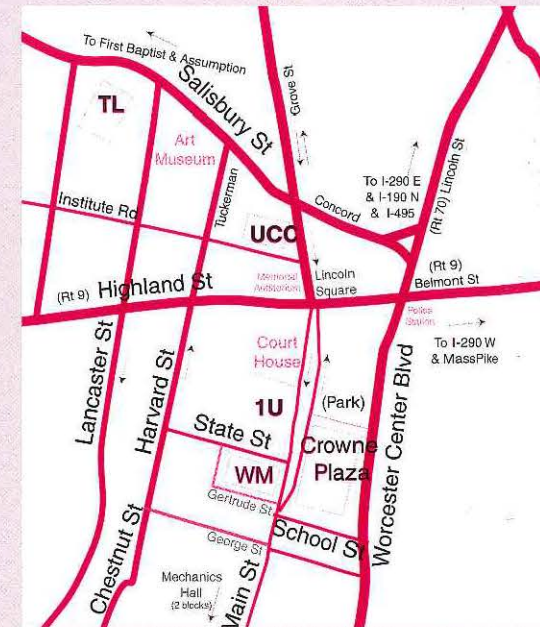 To First Baptist & Assumption
Salisbury St
Grove St
TL
Art
Museum
Tuckerman
Concord
To I-290 E
& I-190 N
& I-495
(Rt 70) Lincoln St
Institute Rd
UCC
Memorial
Auditorium
Lincoln
Square
(Rt 9)
Belmont St
(Rt 9) Highland St
Police
Station
To I-290 W
& MassPike
Court
House
Lancaster St
Harvard St
1U
(Park)
State St
Crowne
Plaza
WM
Worcester Center Blvd
Gertrude St
School St
George St
Chestnut St
Mechanics
Hall
(2 blocks)
Main St